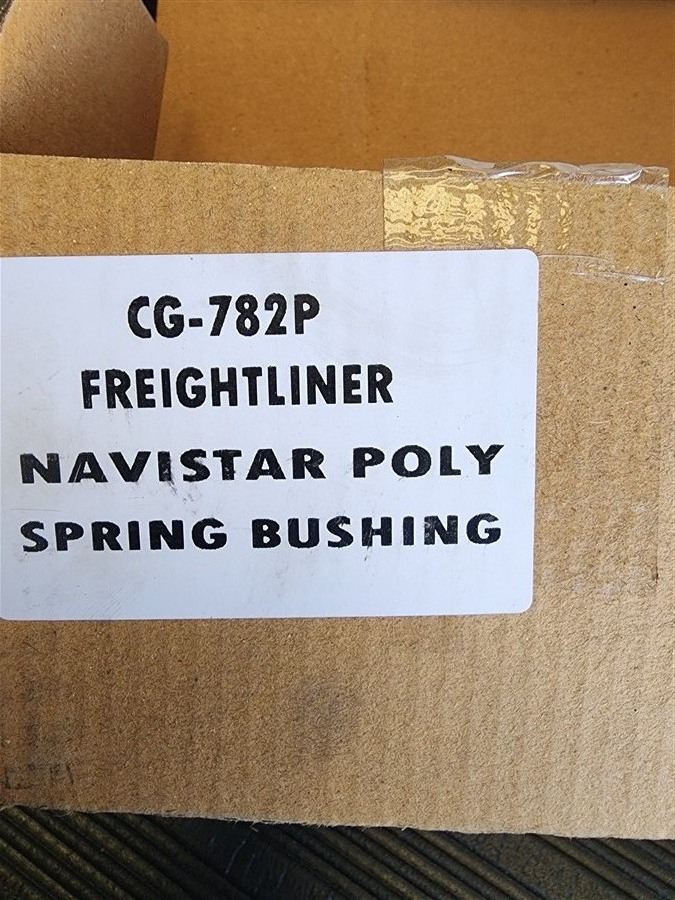 CG-782P
FREIGHTLINER
NAVISTAR POLY
SPRING BUSHING